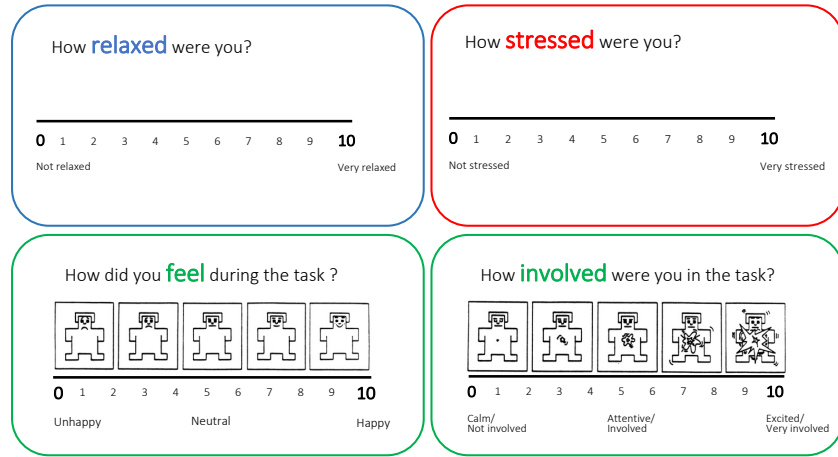 How relaxed were you?
0 1 2 3 4 5 6 7 8 9 10
Not relaxed Very relaxed
How stressed were you?
0 1 2 3 4 5 6 7 8 9 10
Not stressed Very stressed
How did you feel during the task ?
0 1 2 3 4 5 6 7 8 9 10
Unhappy Neutral Happy
How involved were you in the task?
0 1 2 3 4 5 6 7 8 9 10
Calm/ Attentive/ Excited/
Not involved Involved Very involved